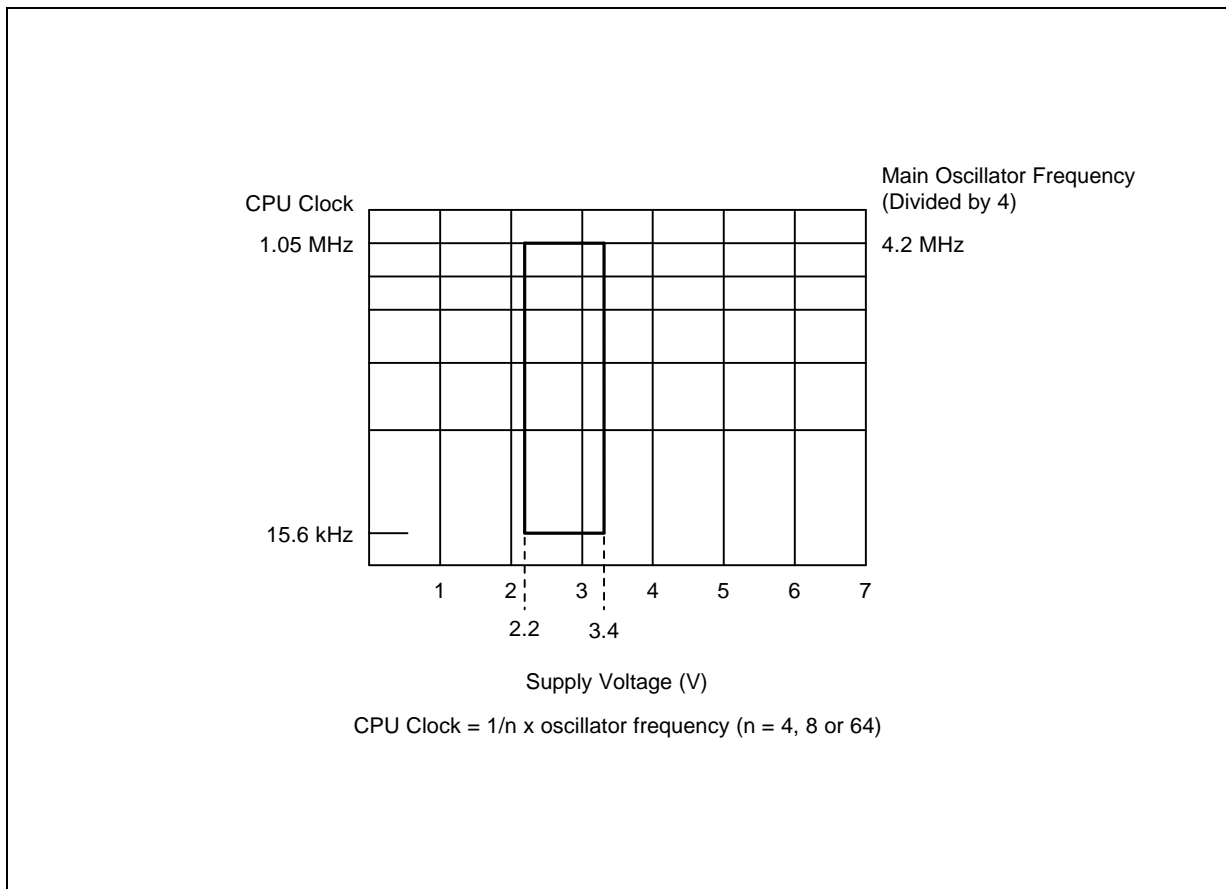 Main Oscillator Frequency
(Divided by 4)
CPU Clock
1.05 MHz
4.2 MHz
15.6 kHz
1 2 3 4 5 6 7
2.2 3.4
Supply Voltage (V)
CPU Clock = 1/n x oscillator frequency (n = 4, 8 or 64)